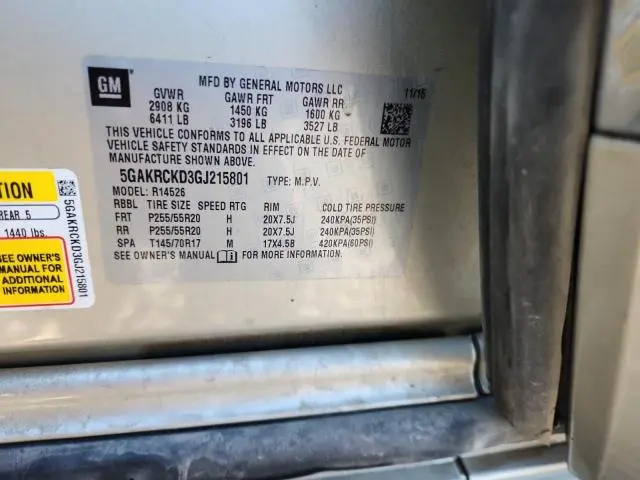 GM
MFD BY GENERAL MOTORS LLC
11/15
GVWR GAWR FRT GAWR RR
2908 KG 1450 KG 1600 KG
6411 LB 3196 LB 3527 LB
THIS VEHICLE CONFORMS TO ALL APPLICABLE U.S. FEDERAL MOTOR
VEHICLE SAFETY STANDARDS IN EFFECT ON THE DATE OF
MANUFACTURE SHOWN ABOVE.
5GAKRCKD3GJ215801 TYPE: M.P.V.
MODEL: R14526
RBBL TIRE SIZE SPEED RTG RIM COLD TIRE PRESSURE
FRT P255/55R20 H 20X7.5J 240KPA(35PSI)
RR P255/55R20 H 20X7.5J 240KPA(35PSI)
SPA T145/70R17 M 17X4.5B 420KPA(60PSI)
SEE OWNER'S MANUAL FOR MORE INFORMATION.
TION
REAR 5
1440 lbs.
SEE OWNER'S
MANUAL FOR
ADDITIONAL
INFORMATION
5GAKRCKD3GJ215801